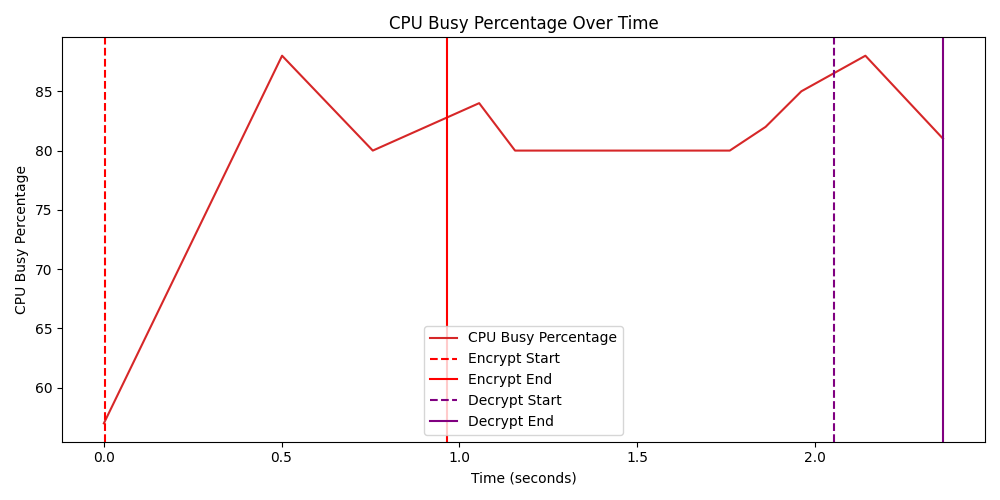 CPU Busy Percentage Over Time
CPU Busy Percentage
85
80
75
70
65
60
CPU Busy Percentage
Encrypt Start
Encrypt End
Decrypt Start
Decrypt End
0.0 0.5 1.0 1.5 2.0
Time (seconds)